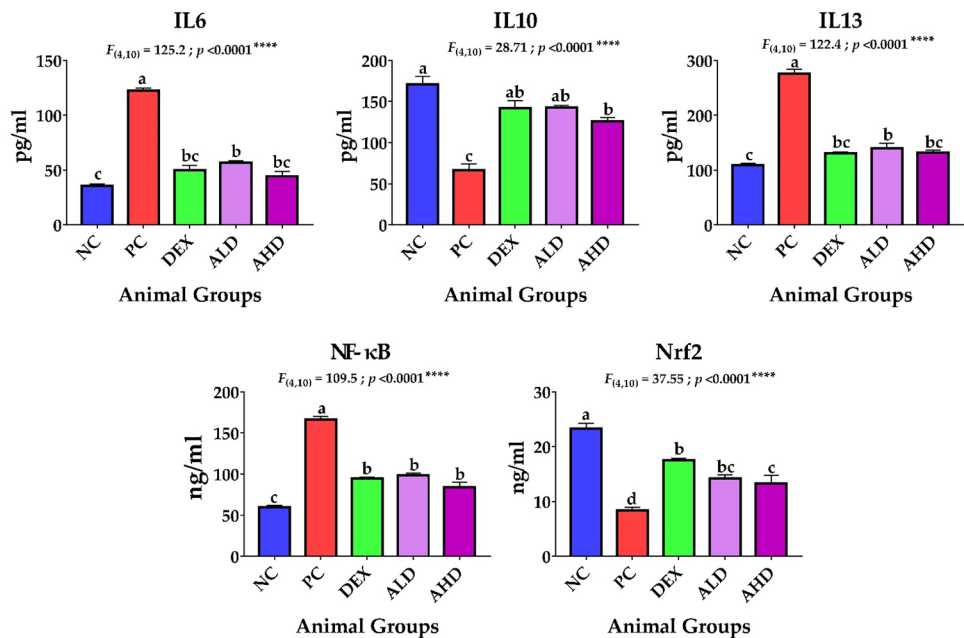 IL6
F(4,10) = 125.2 ; p <0.0001 ****
150
100
50
0
pg/ml
c
a
bc
b
bc
NC
PC
DEX
ALD
AHD
Animal Groups
IL10
F(4,10) = 28.71 ; p <0.0001 ****
200
150
100
50
0
pg/ml
a
c
ab
ab
b
NC
PC
DEX
ALD
AHD
Animal Groups
IL13
F(4,10) = 122.4 ; p <0.0001 ****
300
200
100
0
pg/ml
c
a
bc
b
bc
NC
PC
DEX
ALD
AHD
Animal Groups
NF-κB
F(4,10) = 109.5 ; p <0.0001 ****
200
150
100
50
0
ng/ml
c
a
b
b
b
NC
PC
DEX
ALD
AHD
Animal Groups
Nrf2
F(4,10) = 37.55 ; p <0.0001 ****
30
20
10
0
ng/ml
a
d
b
bc
c
NC
PC
DEX
ALD
AHD
Animal Groups